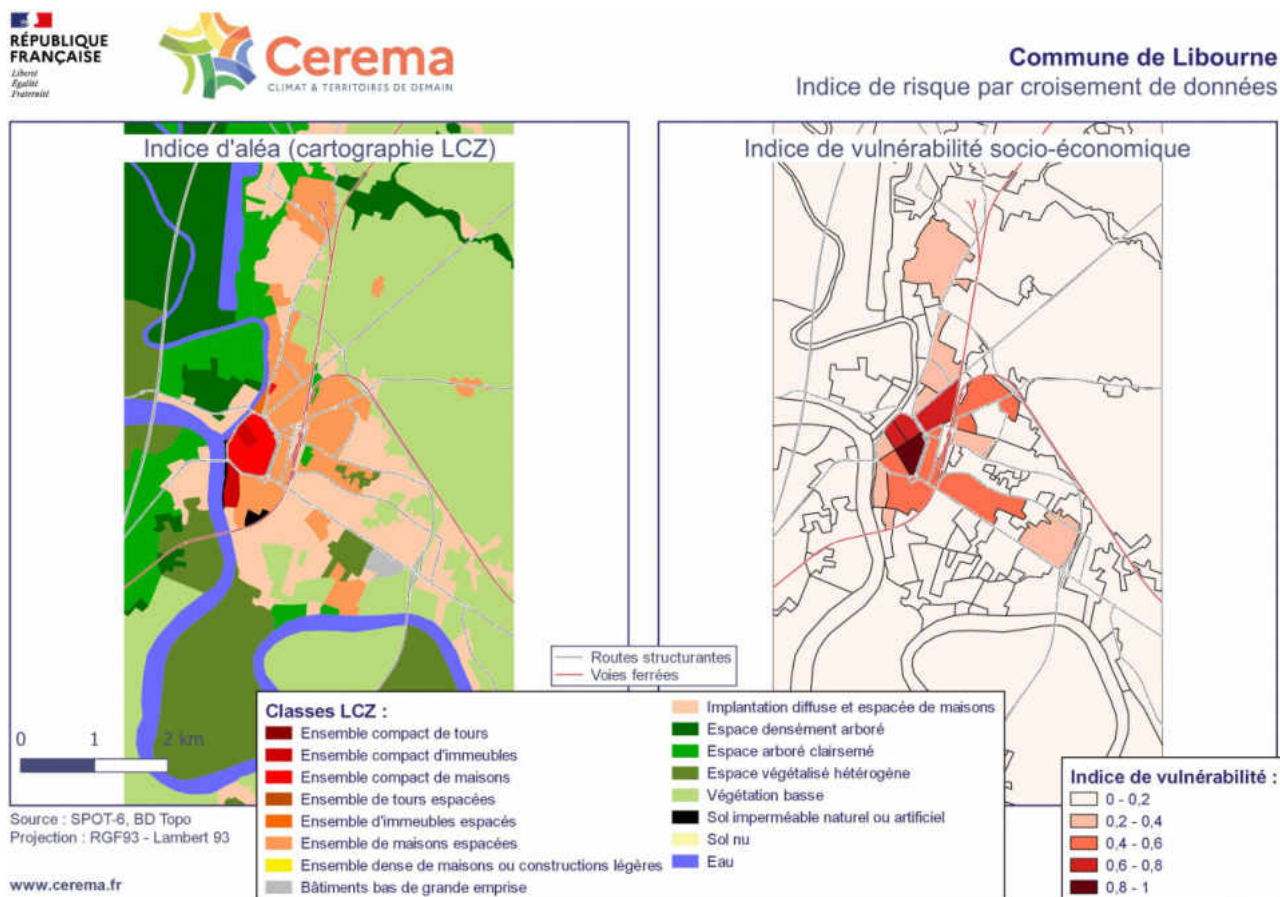 RÉPUBLIQUE
FRANÇAISE
Liberté
Égalité
Fraternité
Cerema
CLIMAT & TERRITOIRES DE DEMAIN
Commune de Libourne
Indice de risque par croisement de données
Indice d'aléa (cartographie LCZ)
Indice de vulnérabilité socio-économique
Routes structurantes
Voies ferrées
0 1 2 km
Source : SPOT-6, BD Topo
Projection : RGF93 - Lambert 93
www.cerema.fr
Classes LCZ :
Ensemble compact de tours
Ensemble compact d'immeubles
Ensemble compact de maisons
Ensemble de tours espacées
Ensemble d'immeubles espacés
Ensemble de maisons espacées
Ensemble dense de maisons ou constructions légères
Bâtiments bas de grande emprise
Implantation diffuse et espacée de maisons
Espace densément arboré
Espace arboré clairsemé
Espace végétalisé hétérogène
Végétation basse
Sol imperméable naturel ou artificiel
Sol nu
Eau
Indice de vulnérabilité :
0 - 0,2
0,2 - 0,4
0,4 - 0,6
0,6 - 0,8
0,8 - 1